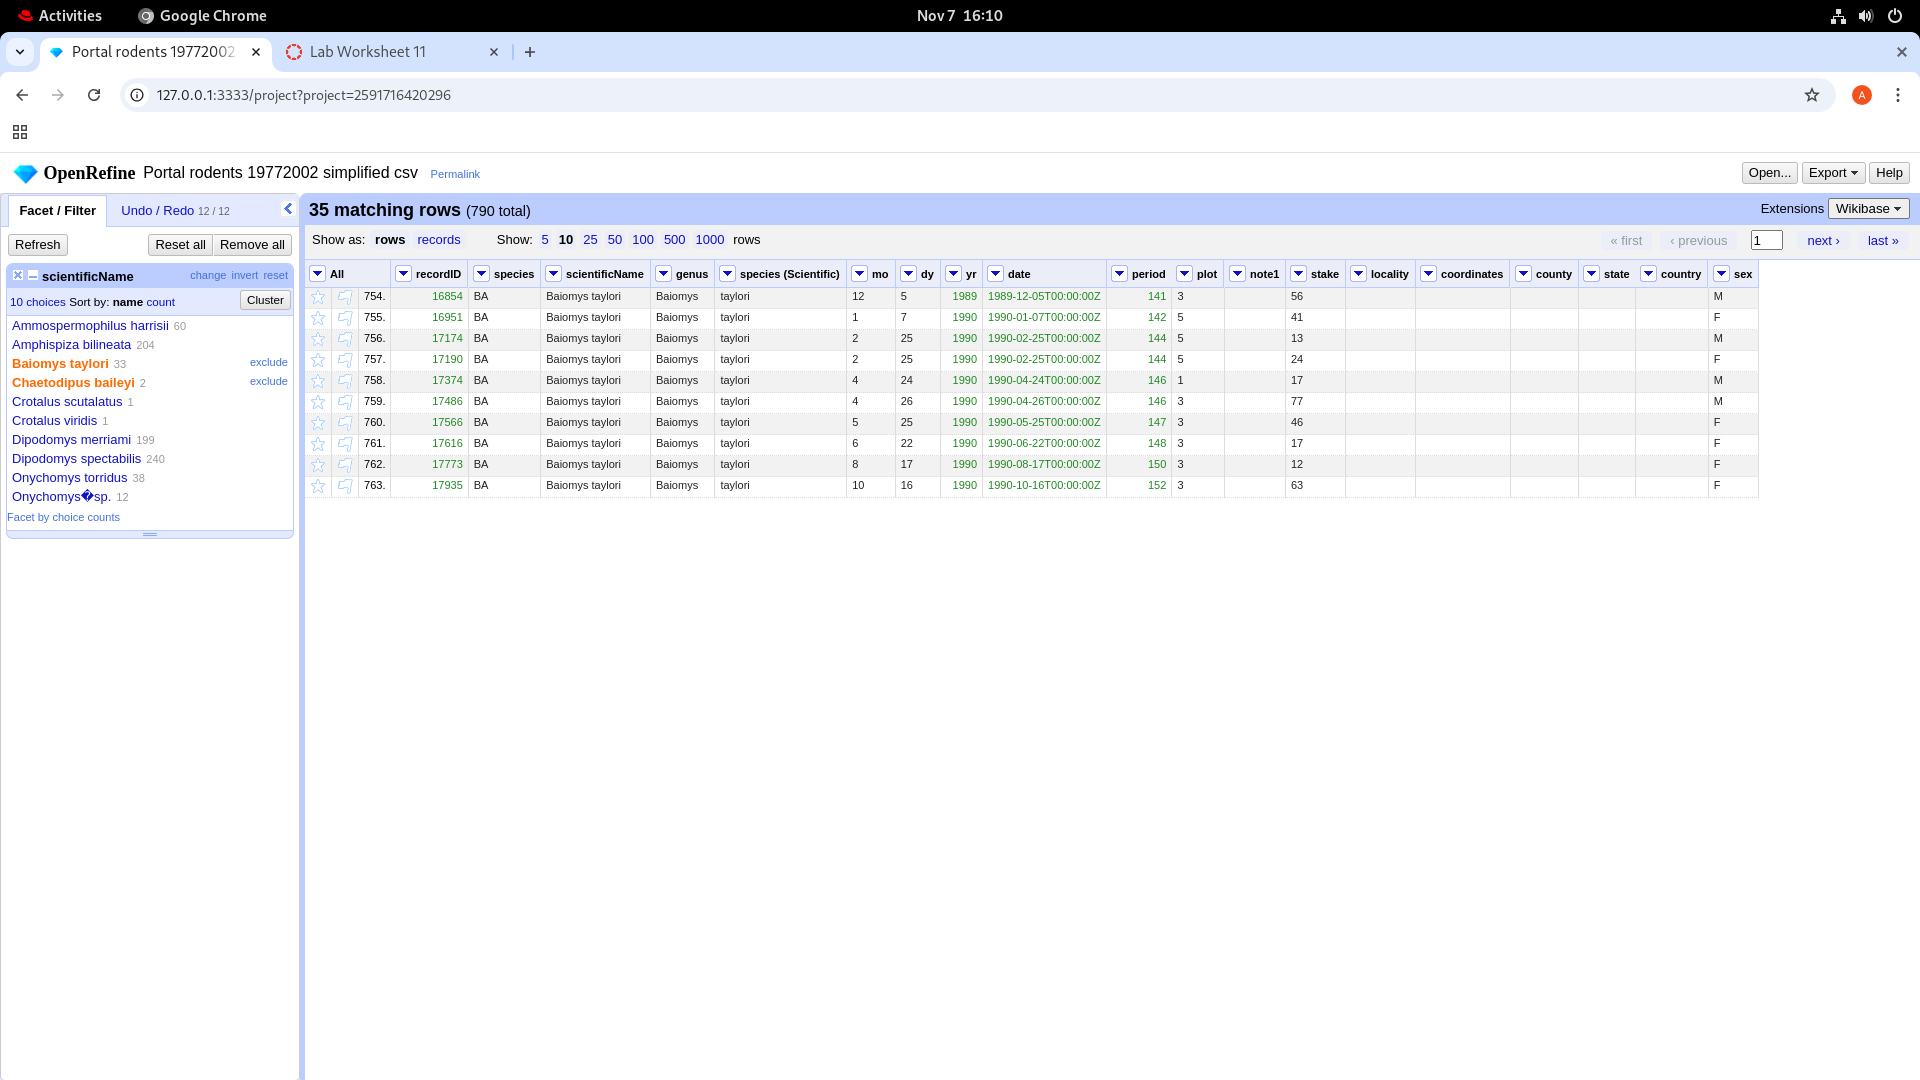 Activities Google Chrome Nov 7 16:10
Portal rodents 19772002 Lab Worksheet 11
127.0.0.1:3333/project?project=2591716420296 A
OpenRefine Portal rodents 19772002 simplified csv Permalink Open... Export Help
Facet / Filter Undo / Redo 12 / 12
Refresh Reset all Remove all
scientificName change invert reset
10 choices Sort by: name count Cluster
Ammospermophilus harrisii 60
Amphispiza bilineata 204
Baiomys taylori 33 exclude
Chaetodipus baileyi 2 exclude
Crotalus scutalatus 1
Crotalus viridis 1
Dipodomys merriami 199
Dipodomys spectabilis 240
Onychomys torridus 38
Onychomys�sp. 12
Facet by choice counts
35 matching rows (790 total) Extensions Wikibase
Show as: rows records Show: 5 10 25 50 100 500 1000 rows « first ‹ previous 1 next › last »
All recordID species scientificName genus species (Scientific) mo dy yr date period plot note1 stake locality coordinates county state country sex
754. 16854 BA Baiomys taylori Baiomys taylori 12 5 1989 1989-12-05T00:00:00Z 141 3 56 M
755. 16951 BA Baiomys taylori Baiomys taylori 1 7 1990 1990-01-07T00:00:00Z 142 5 41 F
756. 17174 BA Baiomys taylori Baiomys taylori 2 25 1990 1990-02-25T00:00:00Z 144 5 13 M
757. 17190 BA Baiomys taylori Baiomys taylori 2 25 1990 1990-02-25T00:00:00Z 144 5 24 F
758. 17374 BA Baiomys taylori Baiomys taylori 4 24 1990 1990-04-24T00:00:00Z 146 1 17 M
759. 17486 BA Baiomys taylori Baiomys taylori 4 26 1990 1990-04-26T00:00:00Z 146 3 77 M
760. 17566 BA Baiomys taylori Baiomys taylori 5 25 1990 1990-05-25T00:00:00Z 147 3 46 F
761. 17616 BA Baiomys taylori Baiomys taylori 6 22 1990 1990-06-22T00:00:00Z 148 3 17 F
762. 17773 BA Baiomys taylori Baiomys taylori 8 17 1990 1990-08-17T00:00:00Z 150 3 12 F
763. 17935 BA Baiomys taylori Baiomys taylori 10 16 1990 1990-10-16T00:00:00Z 152 3 63 F